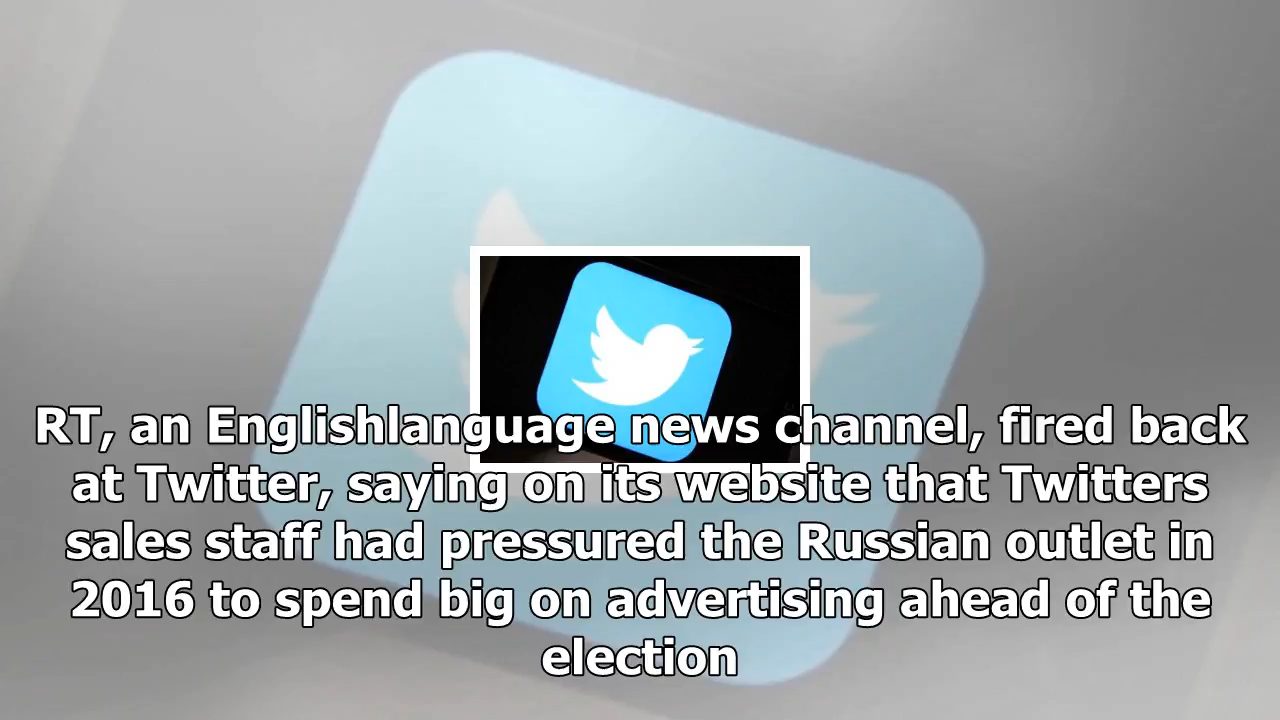 RT, an Englishlanguage news channel, fired back
at Twitter, saying on its website that Twitters
sales staff had pressured the Russian outlet in
2016 to spend big on advertising ahead of the
election